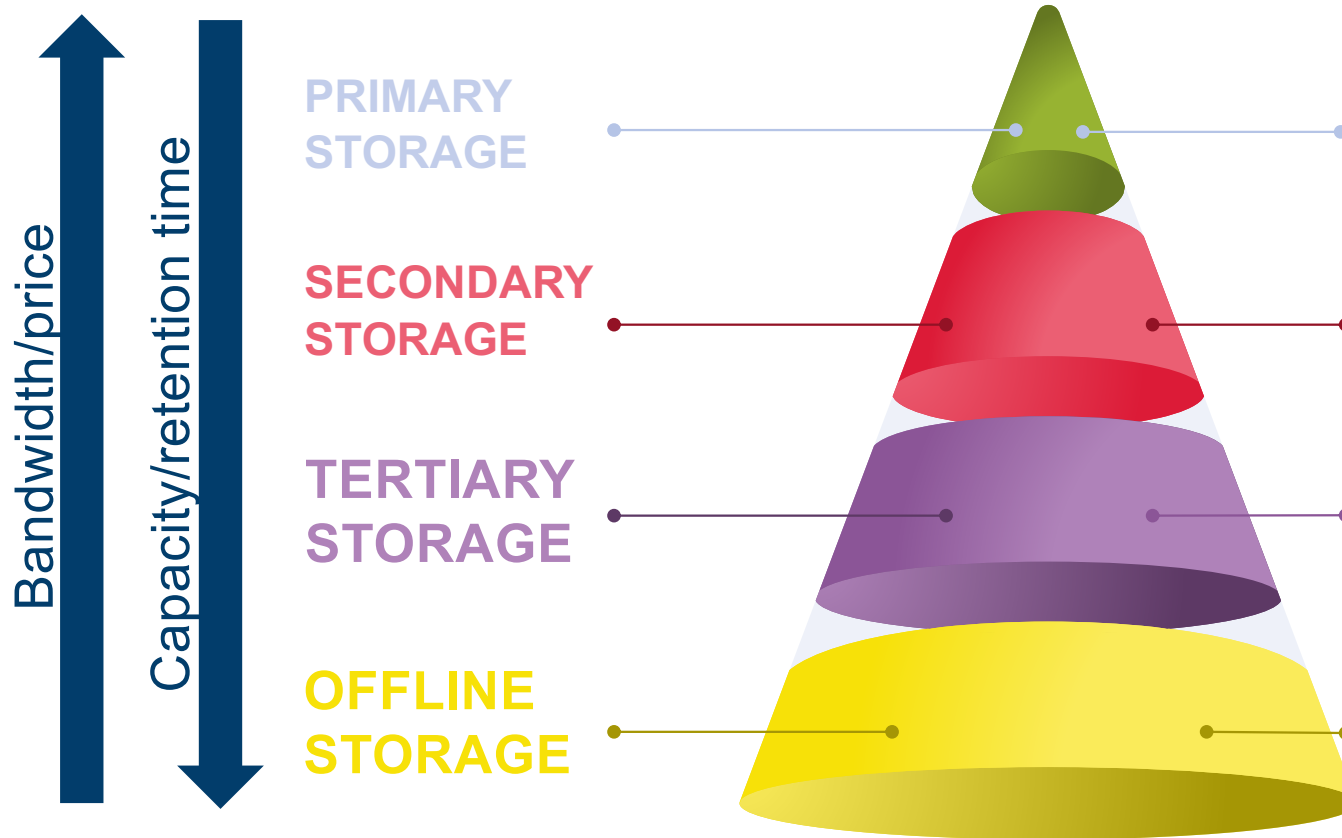 Bandwidth/price
Capacity/retention time
PRIMARY
STORAGE
SECONDARY
STORAGE
TERTIARY
STORAGE
OFFLINE
STORAGE